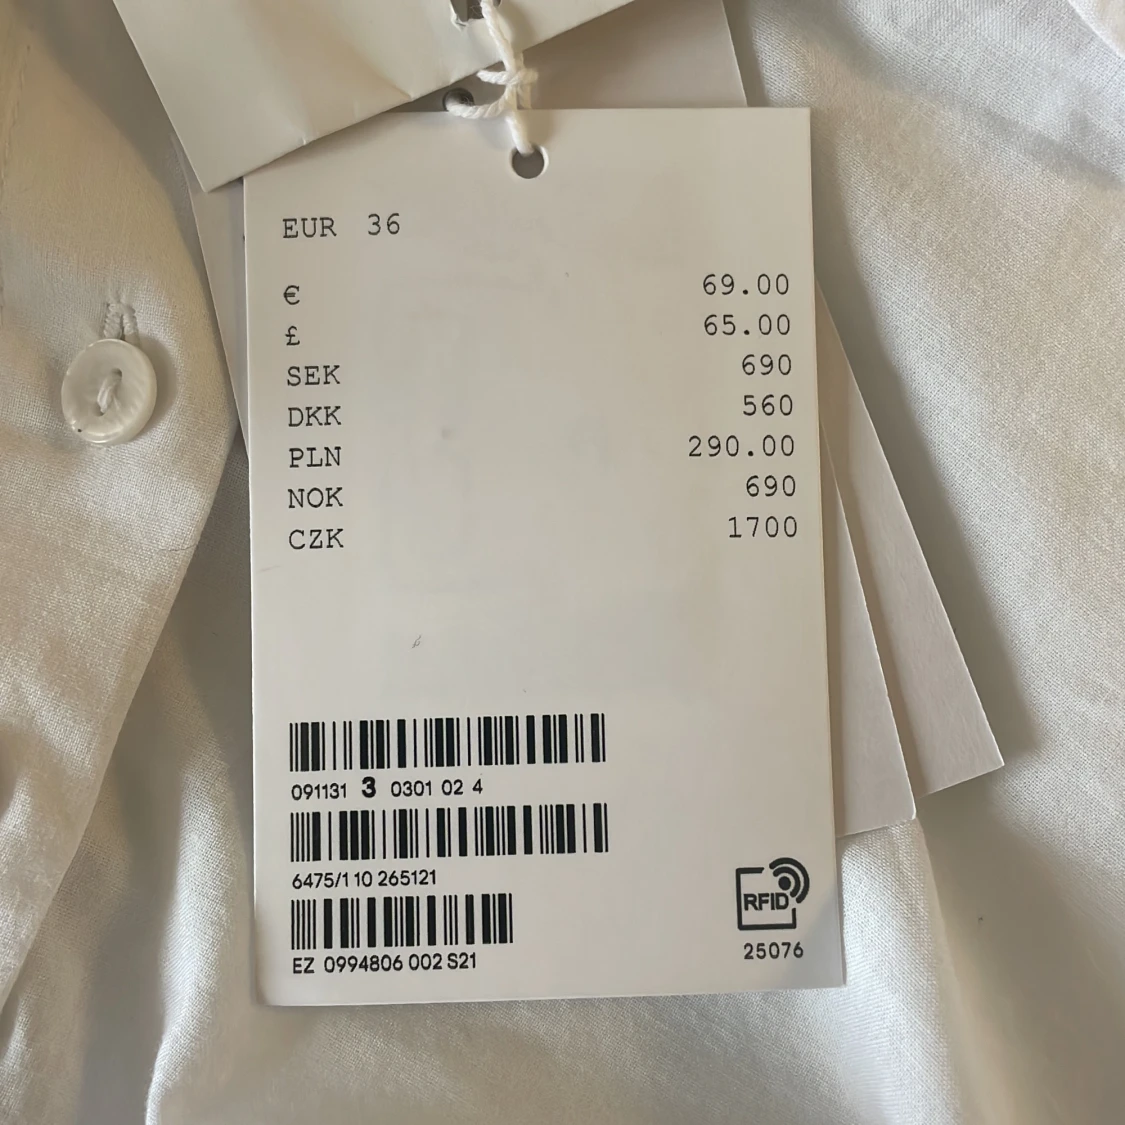 EUR 36
€ 69.00
£ 65.00
SEK 690
DKK 560
PLN 290.00
NOK 690
CZK 1700
091131 3 0301 02 4
6475/1 10 265121
EZ 0994806 002 S21
RFID
25076